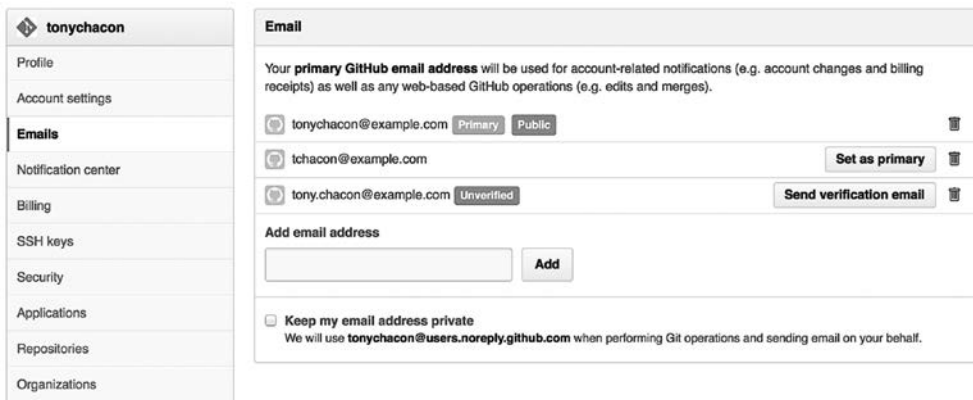 tonychacon
Profile
Account settings
Emails
Notification center
Billing
SSH keys
Security
Applications
Repositories
Organizations
Email
Your primary GitHub email address will be used for account-related notifications (e.g. account changes and billing
receipts) as well as any web-based GitHub operations (e.g. edits and merges).
tonychacon@example.com Primary Public
tchacon@example.com Set as primary
tony.chacon@example.com Unverified Send verification email
Add email address
Add
Keep my email address private
We will use tonychacon@users.noreply.github.com when performing Git operations and sending email on your behalf.